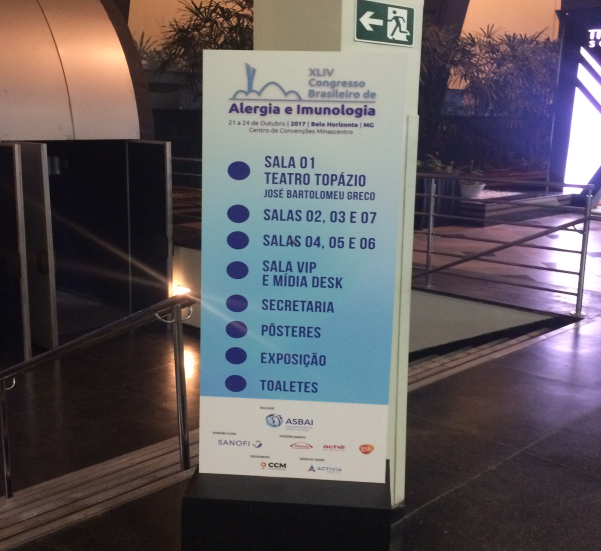 XLIV
Congresso
Brasileiro de
Alergia e Imunologia
21 a 24 de Outubro | 2017 | Belo Horizonte | MG
Centro de Convenções Minascentro
SALA 01
TEATRO TOPÁZIO
JOSÉ BARTOLOMEU GRECO
SALAS 02, 03 E 07
SALAS 04, 05 E 06
SALA VIP
E MÍDIA DESK
SECRETARIA
PÔSTERES
EXPOSIÇÃO
TOALETES
ASBAI
SANOFI
aché
gsk
CCM
ACTIVIA